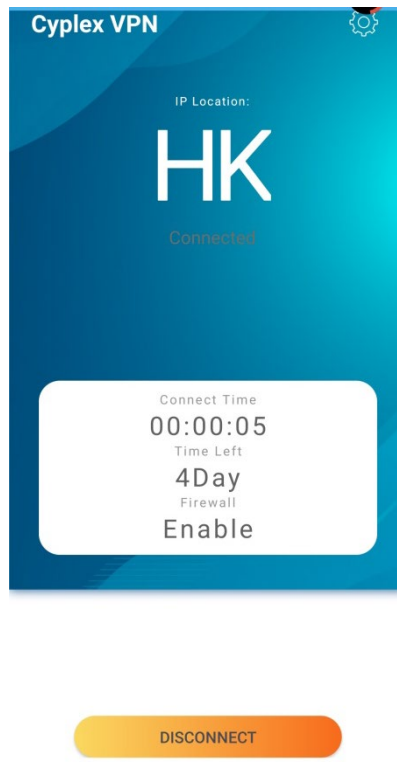 Cyplex VPN
IP Location:
HK
Connected
Connect Time
00:00:05
Time Left
4Day
Firewall
Enable
DISCONNECT